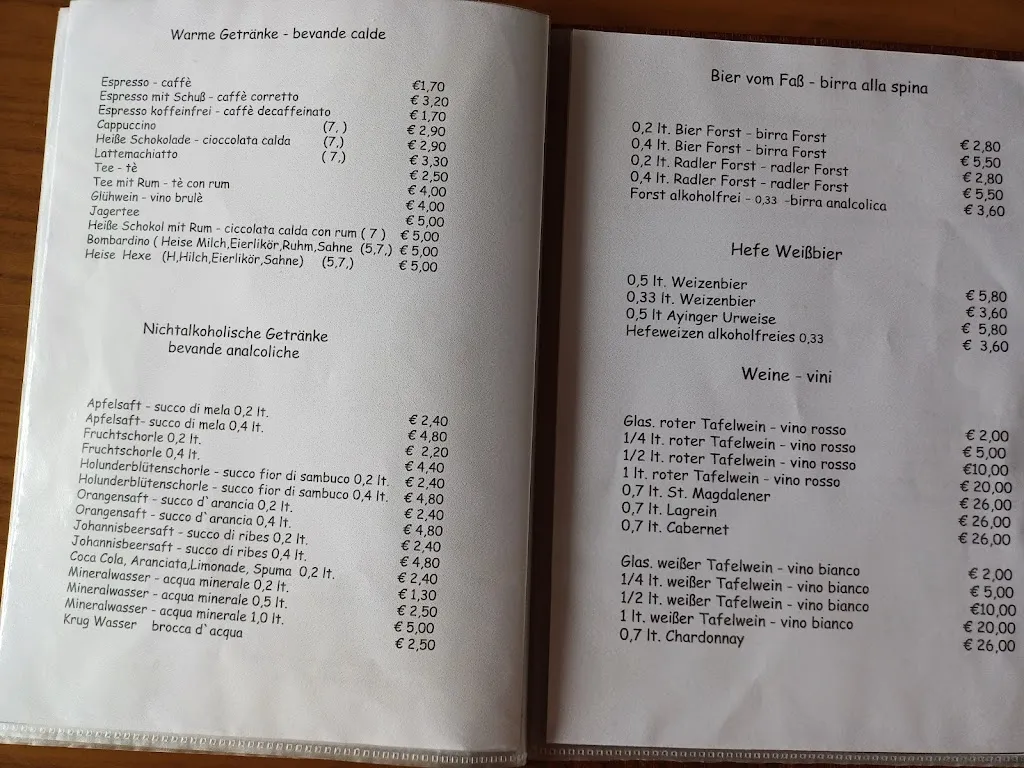 Warme Getränke - bevande calde
Espresso - caffè €1,70
Espresso mit Schuß - caffè corretto € 3,20
Espresso koffeinfrei - caffè decaffeinato € 1,70
Cappuccino (7, ) € 2,90
Heiße Schokolade - cioccolata calda (7,) € 2,90
Lattemachiatto ( 7,) € 3,30
Tee - tè € 2,50
Tee mit Rum - tè con rum € 4,00
Glühwein - vino brulè € 4,00
Jagertee € 5,00
Heiße Schokol mit Rum - ciccolata calda con rum ( 7 ) € 5,00
Bombardino ( Heise Milch,Eierlikör,Ruhm,Sahne (5,7,) € 5,00
Heise Hexe (H,Hilch,Eierlikör,Sahne) (5,7,) € 5,00
Nichtalkoholische Getränke
bevande analcoliche
Apfelsaft - succo di mela 0,2 lt. € 2,40
Apfelsaft- succo di mela 0,4 lt. € 4,80
Fruchtschorle 0,2 lt. € 2,20
Fruchtschorle 0,4 lt. € 4,40
Holunderblütenschorle - succo fior di sambuco 0,2 lt. € 2,40
Holunderblütenschorle - succo fior di sambuco 0,4 lt. € 4,80
Orangensaft - succo d`arancia 0,2 lt. € 2,40
Orangensaft - succo d`arancia 0,4 lt. € 4,80
Johannisbeersaft - succo di ribes 0,2 lt. € 2,40
Johannisbeersaft - succo di ribes 0,4 lt. € 4,80
Coca Cola, Aranciata,Limonade, Spuma 0,2 lt. € 2,40
Mineralwasser - acqua minerale 0,2 lt. € 1,30
Mineralwasser - acqua minerale 0,5 lt. € 2,50
Mineralwasser - acqua minerale 1,0 lt. € 5,00
Krug Wasser brocca d`acqua € 2,50
Bier vom Faß - birra alla spina
0,2 lt. Bier Forst - birra Forst € 2,80
0,4 lt. Bier Forst - birra Forst € 5,50
0,2 lt. Radler Forst - radler Forst € 2,80
0,4 lt. Radler Forst - radler Forst € 5,50
Forst alkoholfrei - 0,33 -birra analcolica € 3,60
Hefe Weißbier
0,5 lt. Weizenbier € 5,80
0,33 lt. Weizenbier € 3,60
0,5 lt Ayinger Urweise € 5,80
Hefeweizen alkoholfreies 0,33 € 3,60
Weine - vini
Glas. roter Tafelwein - vino rosso € 2,00
1/4 lt. roter Tafelwein - vino rosso € 5,00
1/2 lt. roter Tafelwein - vino rosso €10,00
1 lt. roter Tafelwein - vino rosso € 20,00
0,7 lt. St. Magdalener € 26,00
0,7 lt. Lagrein € 26,00
0,7 lt. Cabernet € 26,00
Glas. weißer Tafelwein - vino bianco € 2,00
1/4 lt. weißer Tafelwein - vino bianco € 5,00
1/2 lt. weißer Tafelwein - vino bianco €10,00
1 lt. weißer Tafelwein - vino bianco € 20,00
0,7 lt. Chardonnay € 26,00